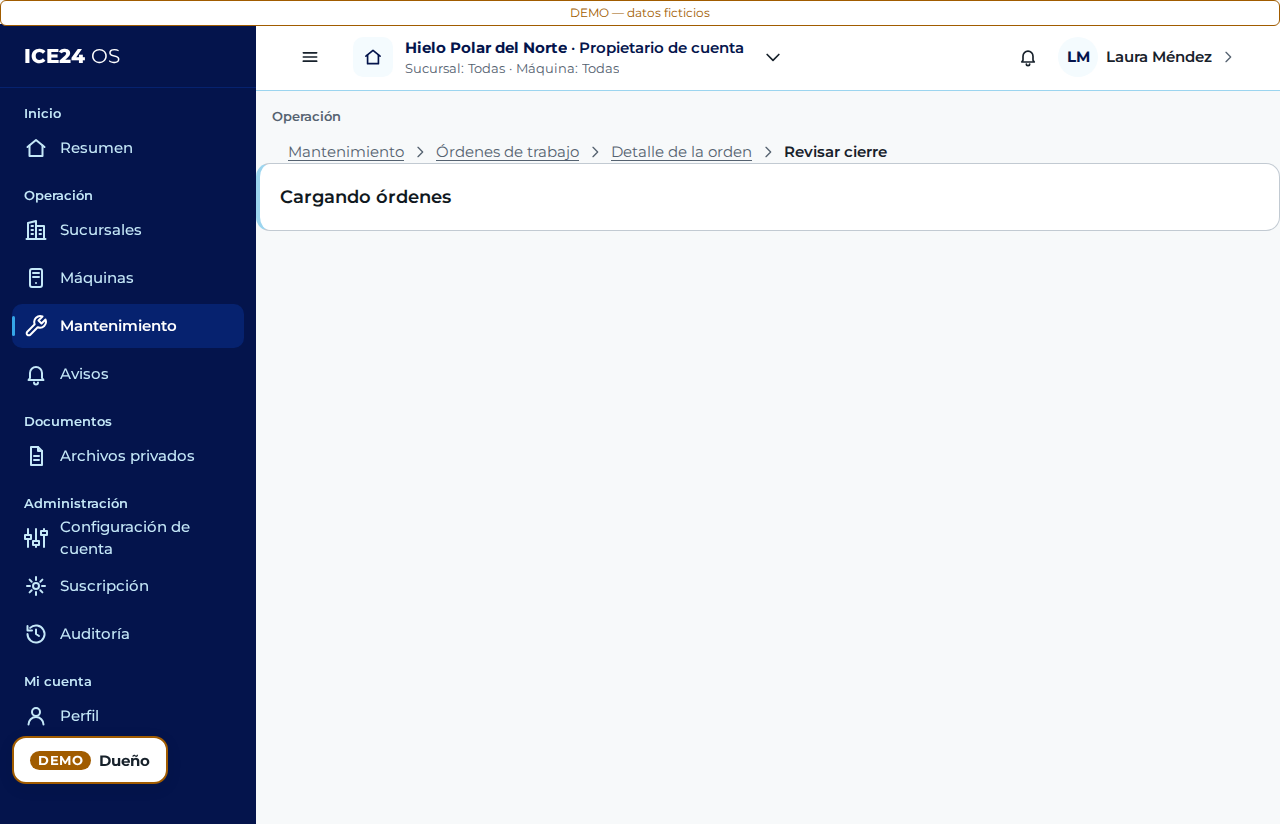 DEMO — datos ficticios
ICE24 OS
Inicio
Resumen
Operación
Sucursales
Máquinas
Mantenimiento
Avisos
Documentos
Archivos privados
Administración
Configuración de
cuenta
Suscripción
Auditoría
Mi cuenta
Perfil
DEMO Dueño
Hielo Polar del Norte · Propietario de cuenta
Sucursal: Todas · Máquina: Todas
LM Laura Méndez
Operación
Mantenimiento > Órdenes de trabajo > Detalle de la orden > Revisar cierre
Cargando órdenes